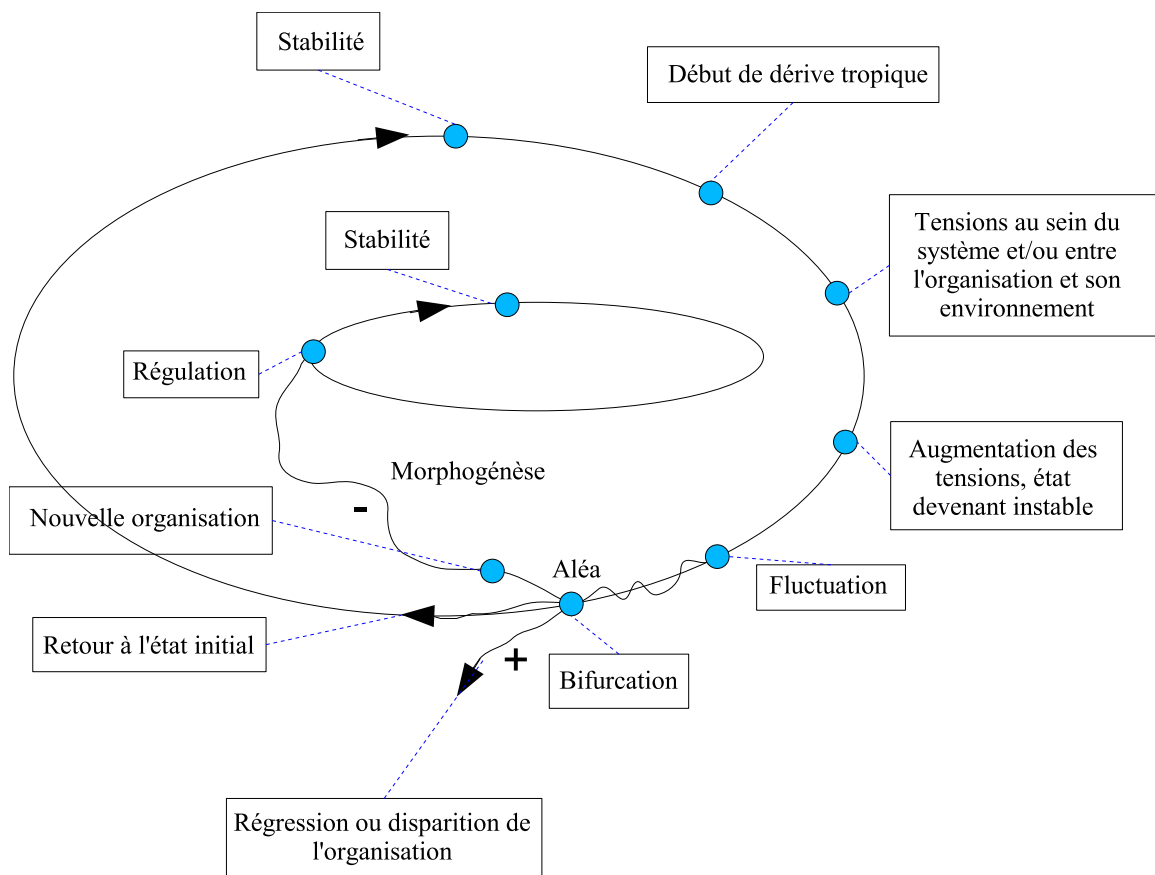 Stabilité
Début de dérive tropique
Tensions au sein du
système et/ou entre
l'organisation et son
environnement
Stabilité
Régulation
Augmentation des
tensions, état
devenant instable
Morphogénèse
-
Nouvelle organisation
Aléa
Fluctuation
Retour à l'état initial
+
Bifurcation
Régression ou disparition de
l'organisation